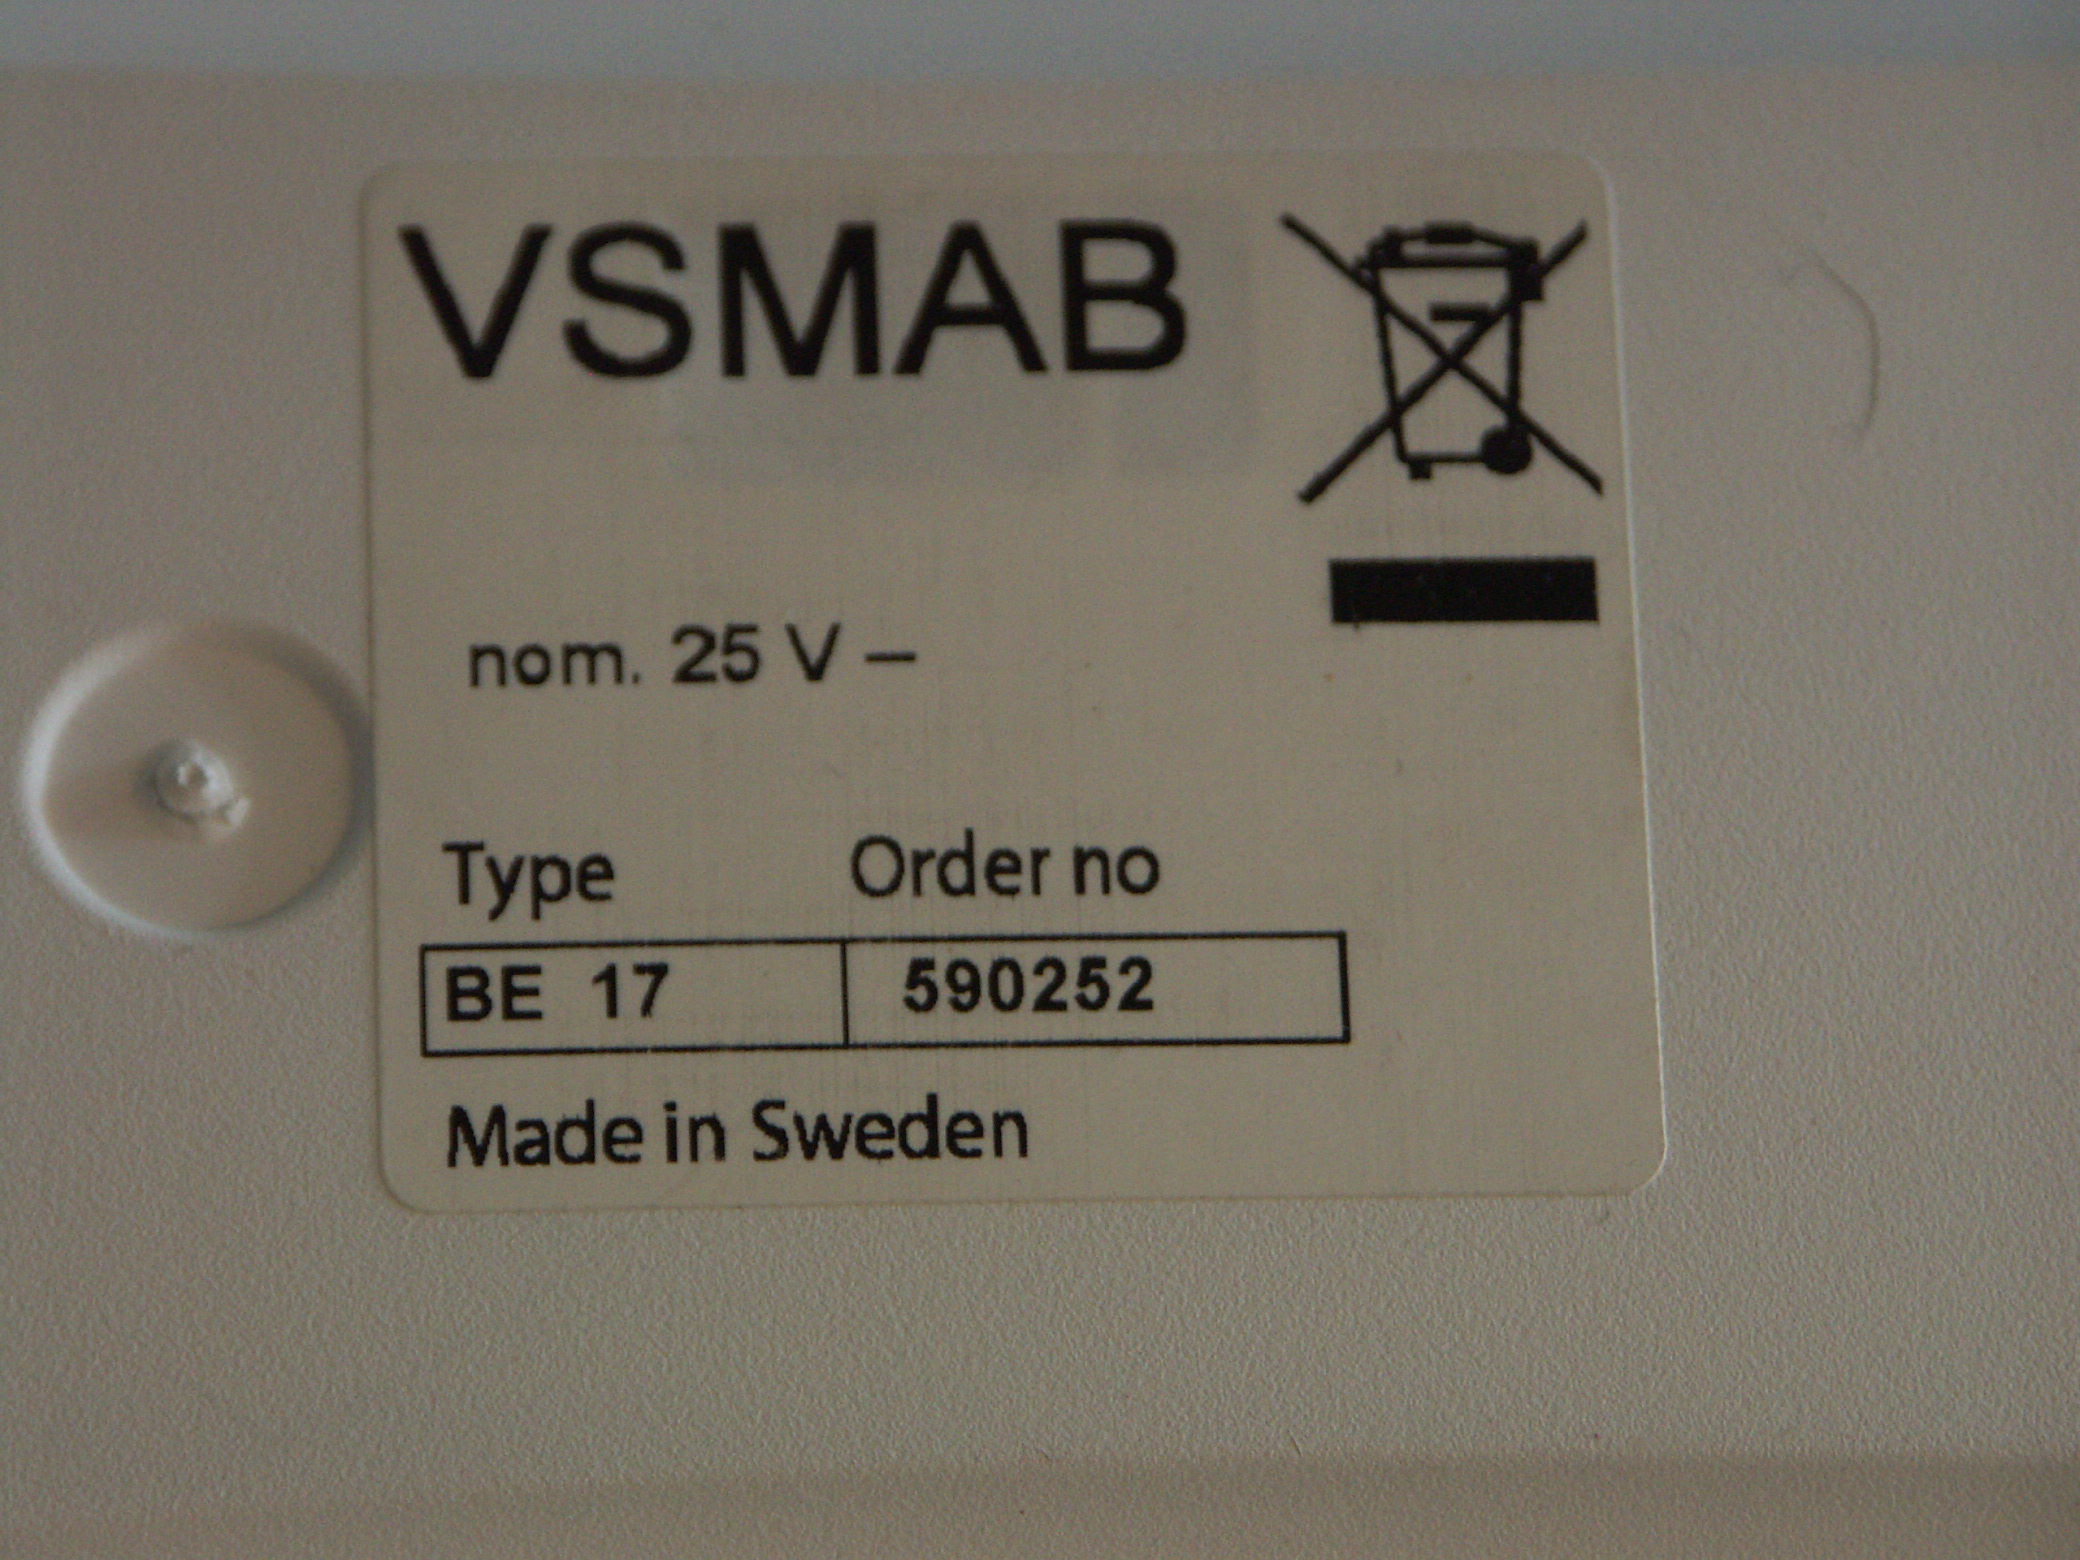 VSMAB
nom. 25 V –
Type Order no
BE 17 590252
Made in Sweden